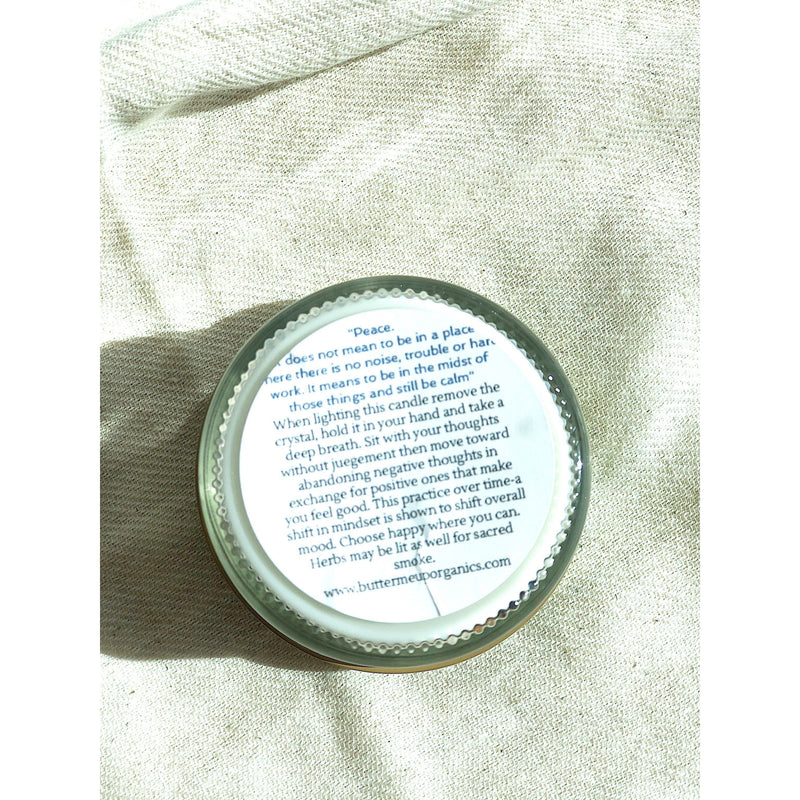 "Peace.
does not mean to be in a place
here there is no noise, trouble or har
work. It means to be in the midst of
those things and still be calm"
When lighting this candle remove the
crystal, hold it in your hand and take a
deep breath. Sit with your thoughts
without juegement then move toward
abandoning negative thoughts in
exchange for positive ones that make
you feel good. This practice over time-a
shift in mindset is shown to shift overall
mood. Choose happy where you can.
Herbs may be lit as well for sacred
smoke.
www.buttermeuporganics.com